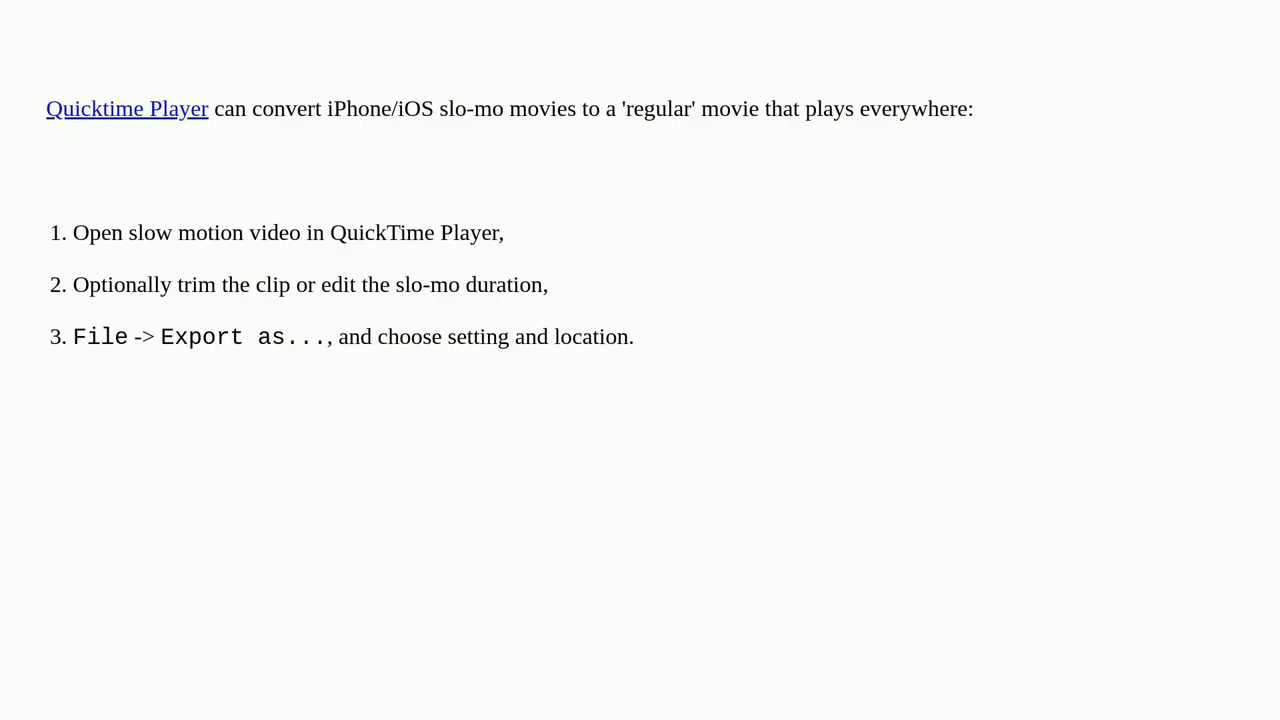 Quicktime Player can convert iPhone/iOS slo-mo movies to a 'regular' movie that plays everywhere:
1. Open slow motion video in QuickTime Player,
2. Optionally trim the clip or edit the slo-mo duration,
3. File -> Export as..., and choose setting and location.